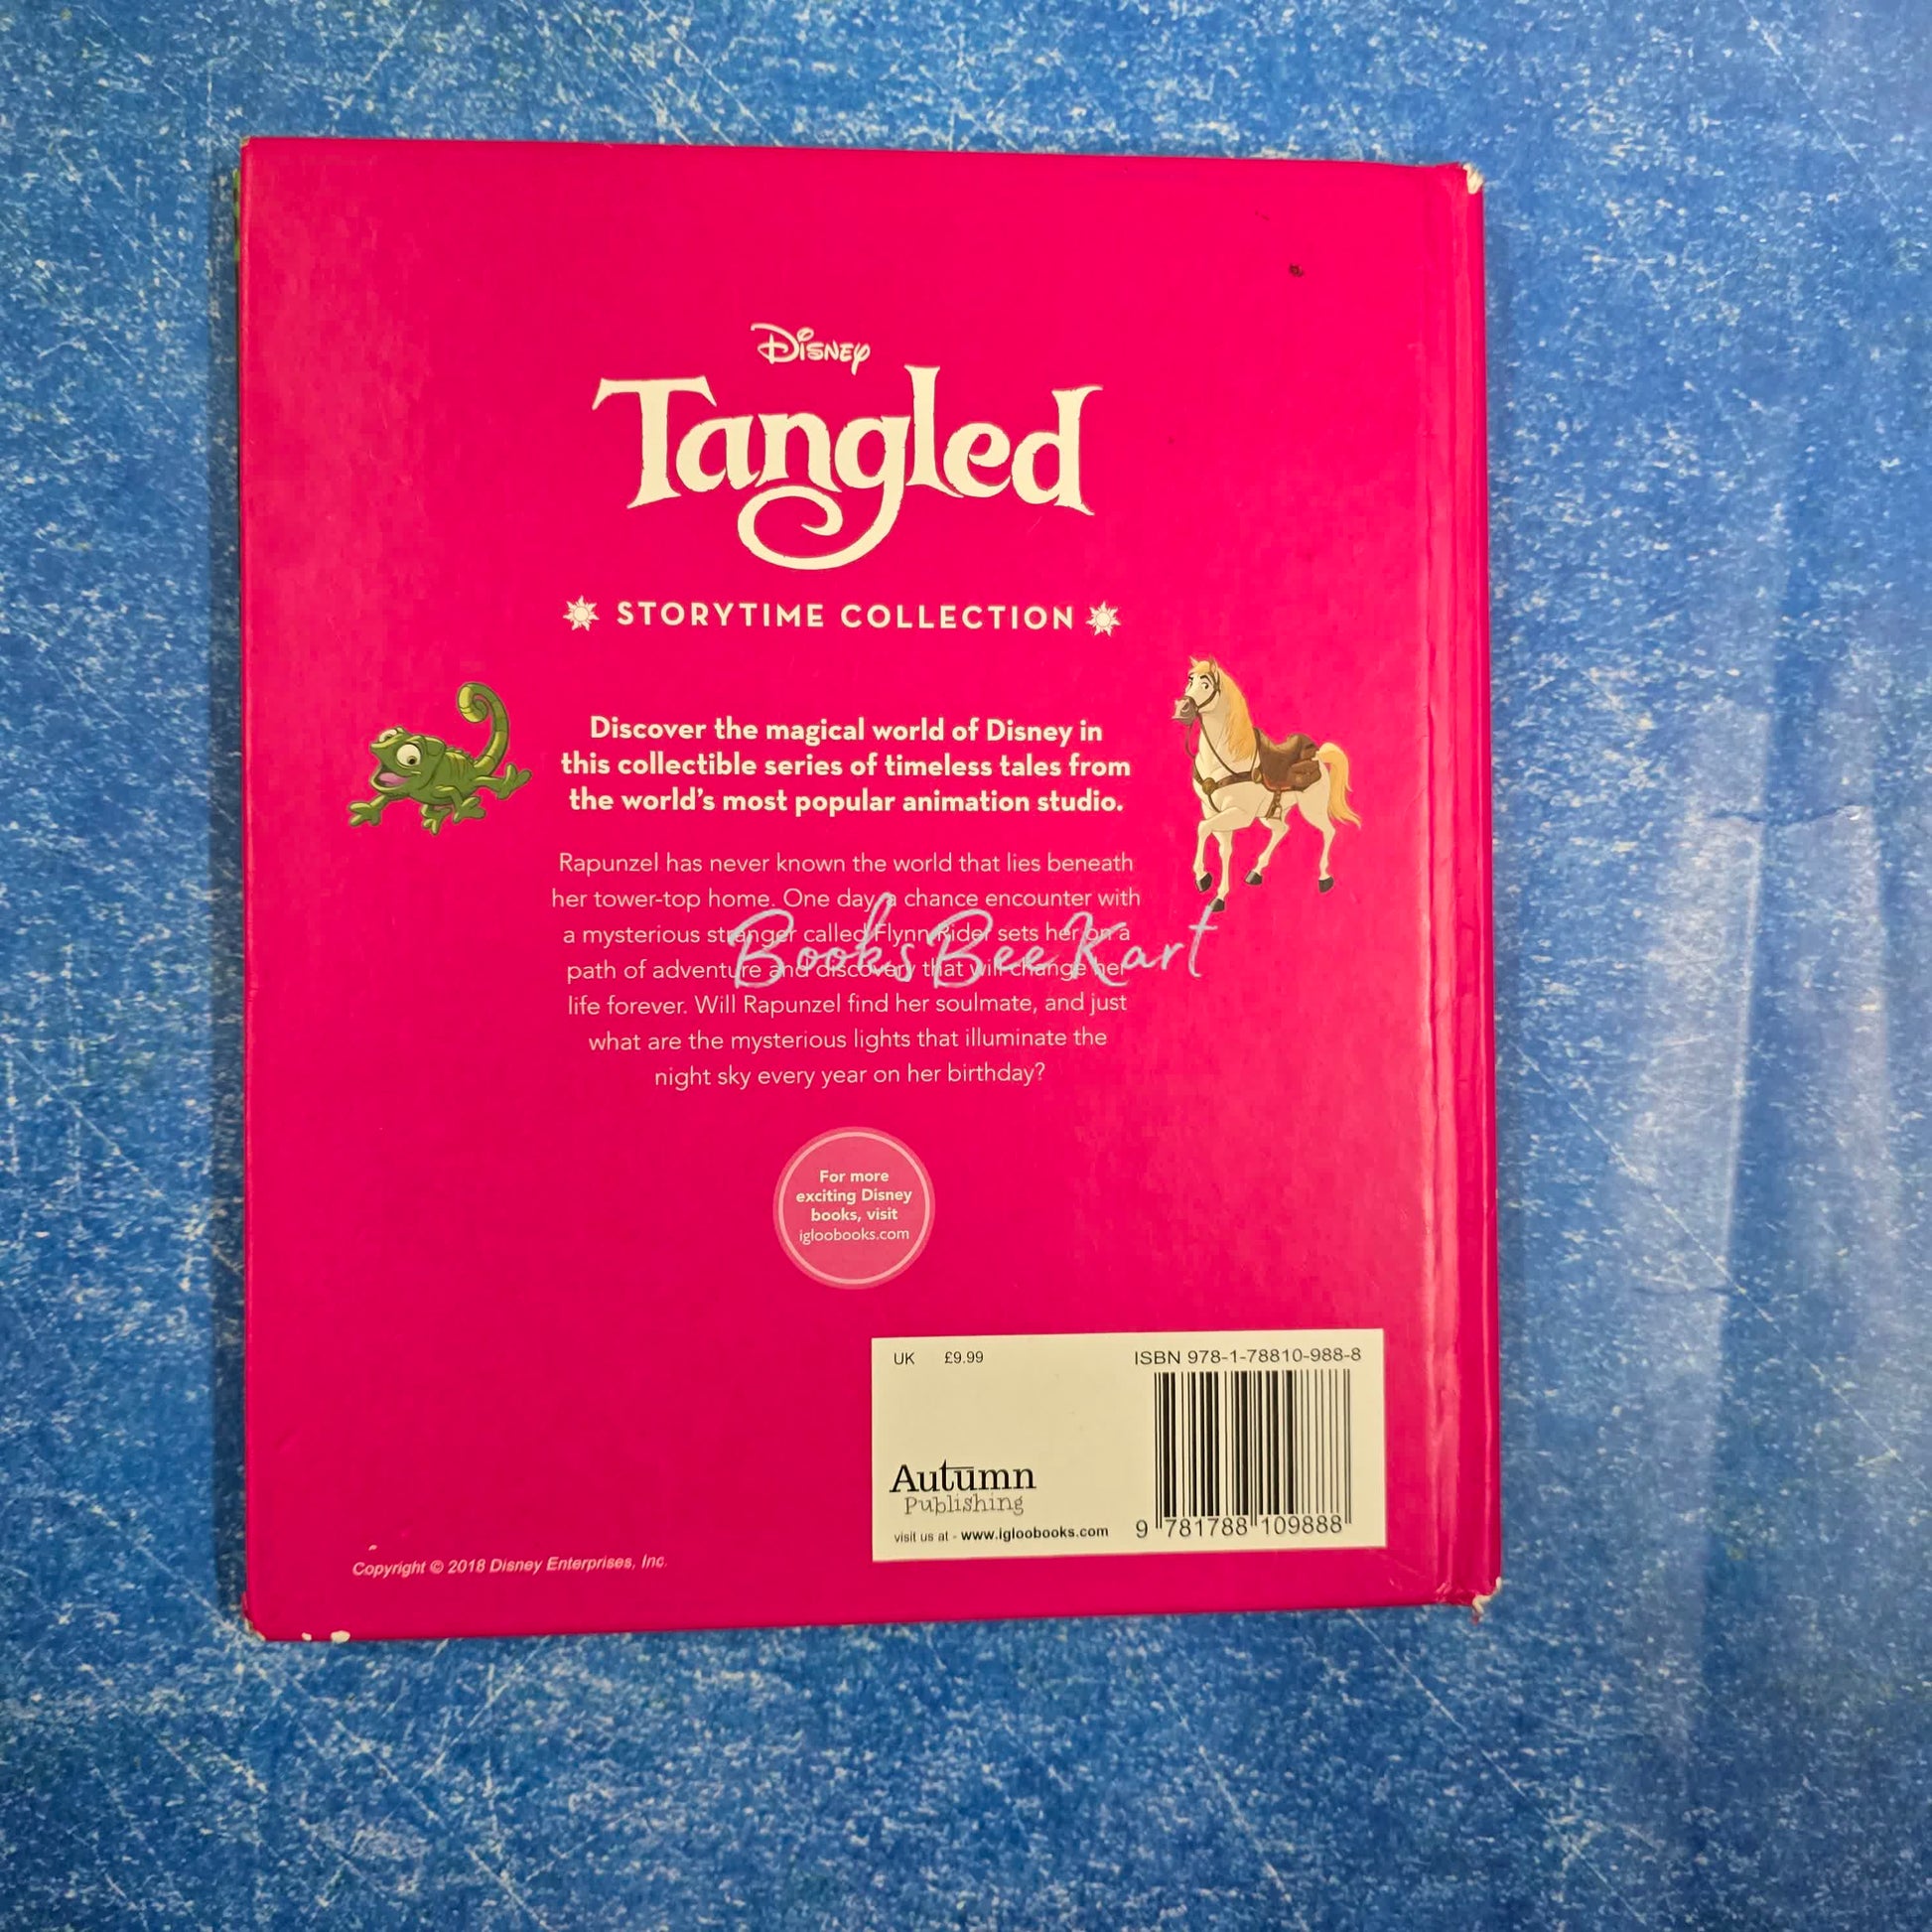 Disney
Tangled
STORYTIME COLLECTION
Discover the magical world of Disney in
this collectible series of timeless tales from
the world's most popular animation studio.
Rapunzel has never known the world that lies beneath
her tower-top home. One day, a chance encounter with
a mysterious stranger called Flynn Rider sets her on a
path of adventure and discovery that will change her
life forever. Will Rapunzel find her soulmate, and just
what are the mysterious lights that illuminate the
night sky every year on her birthday?
BooksBeeKart
For more
exciting Disney
books, visit
igloobooks.com
UK £9.99 ISBN 978-1-78810-988-8
Autumn
Publishing
visit us at - www.igloobooks.com
9 781788 109888
Copyright © 2018 Disney Enterprises, Inc.